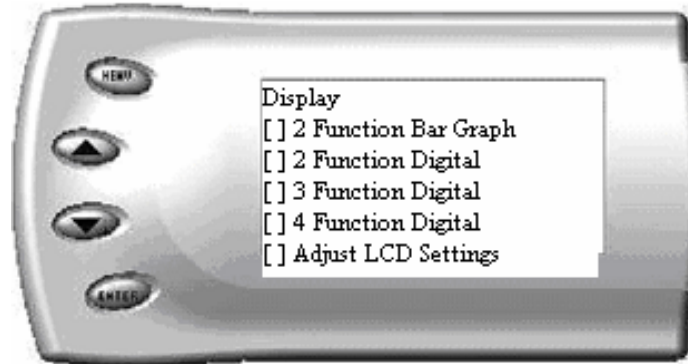 MENU
Display
[ ] 2 Function Bar Graph
[ ] 2 Function Digital
[ ] 3 Function Digital
[ ] 4 Function Digital
[ ] Adjust LCD Settings
ENTER